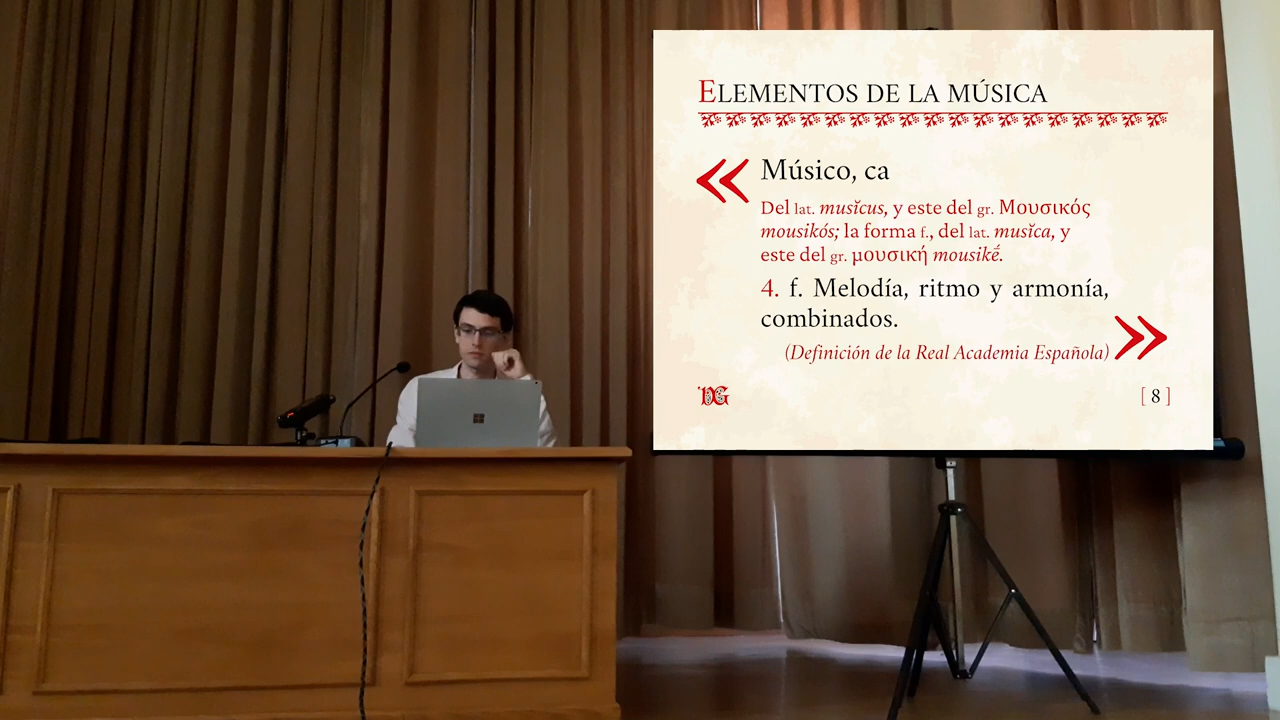 ELEMENTOS DE LA MÚSICA
« Músico, ca
Del lat. musĭcus, y este del gr. Μουσικός
mousikós; la forma f., del lat. musĭca, y
este del gr. μουσική mousikḗ.
4. f. Melodía, ritmo y armonía,
combinados. »
(Definición de la Real Academia Española)
DG
[ 8 ]